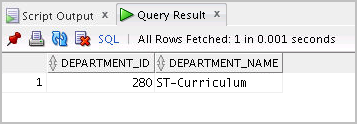 Script Output x Query Result x
SQL | All Rows Fetched: 1 in 0.001 seconds
DEPARTMENT_ID DEPARTMENT_NAME
1 280 ST-Curriculum